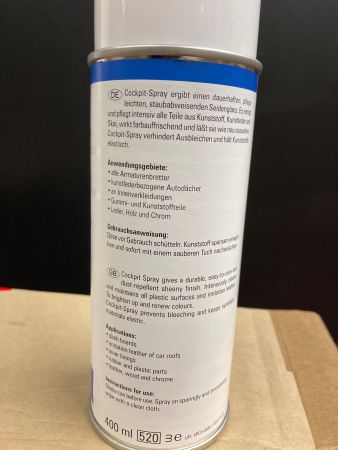 DE Cockpit-Spray ergibt einen dauerhaften, pflege
leichten, staubabweisenden Seidenglanz. Es reinigt
und pflegt intensiv alle Teile aus Kunststoff, Kunstleder und
Skai, wirkt farbauffrischend und läßt sie wie neu aussehen.
Cockpit-Spray verhindert Ausbleichen und hält Kunststoffe
elastisch.
Anwendungsgebiete:
• alle Armaturenbretter
• kunstlederbezogene Autodächer
• an Innenverkleidungen
• Gummi- und Kunststoffteile
• Leder, Holz und Chrom
Gebrauchsanweisung:
Dose vor Gebrauch schütteln. Kunststoff sparsam
und sofort mit einem sauberen Tuch nachwischen
GB Cockpit Spray gives a durable, easy-to-care and
dust-repellent sheeny finish. Intensively
and maintains all plastic surfaces and imitation leather.
To brighten up and renew colours.
Cockpit-Spray prevents bleaching and keeps synthetic
materials elastic.
Applications:
• dash boards
• imitation leather of car roofs
• inner linings
• rubber and plastic parts
• leather, wood and chrome
Instructions for use:
Shake can before use. Spray on sparingly and immediately
wipe with a clean cloth.
400 ml 520 3e